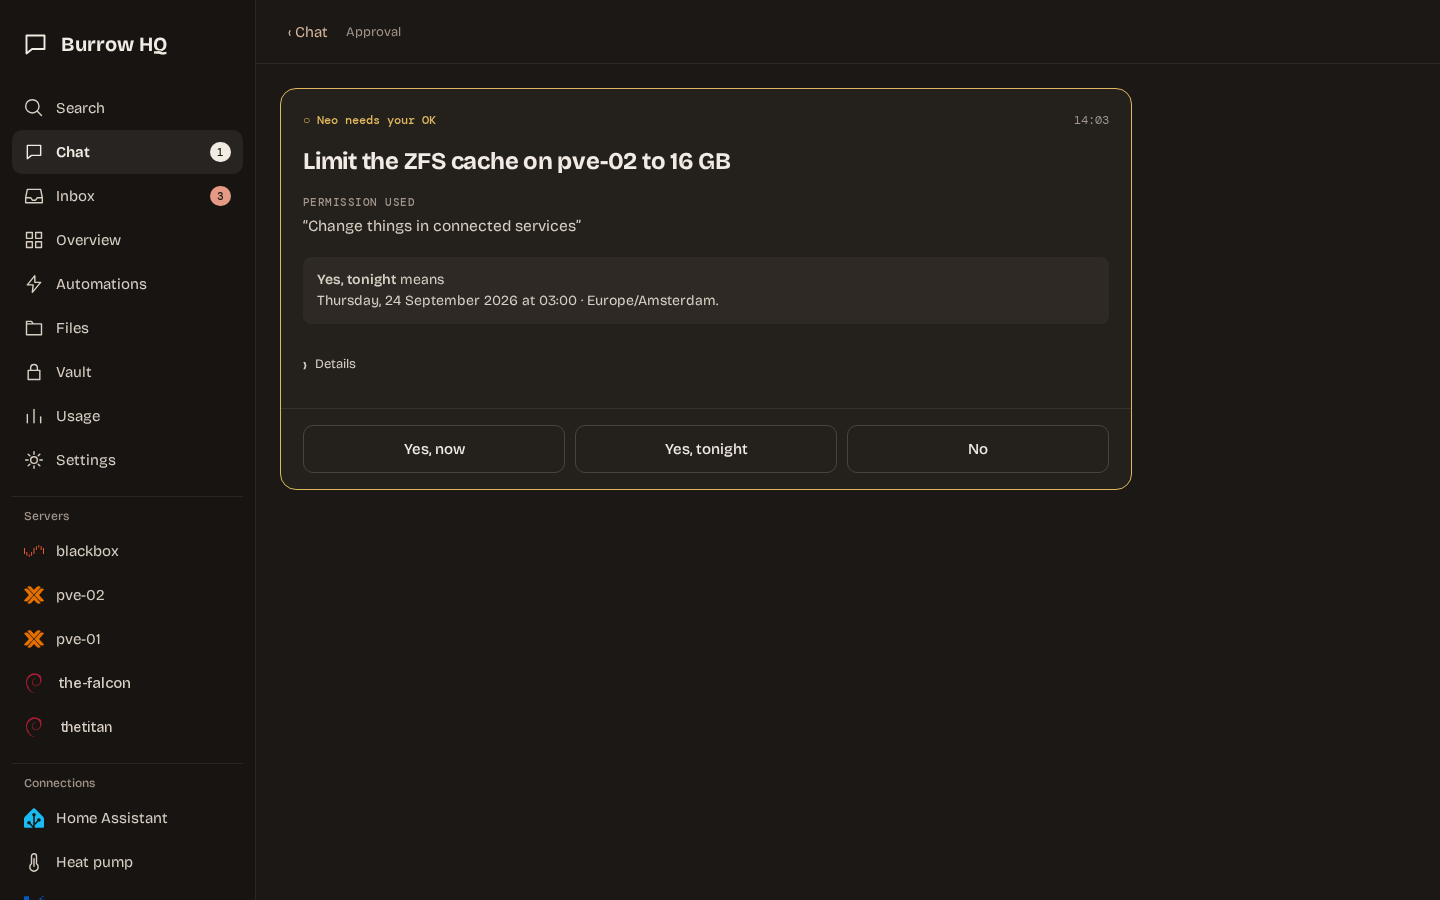 Burrow HQ
Search
Chat 1
Inbox 3
Overview
Automations
Files
Vault
Usage
Settings
Servers
blackbox
pve-02
pve-01
the-falcon
thetitan
Connections
Home Assistant
Heat pump
‹ Chat Approval
Neo needs your OK 14:03
Limit the ZFS cache on pve-02 to 16 GB
PERMISSION USED
“Change things in connected services”
Yes, tonight means
Thursday, 24 September 2026 at 03:00 · Europe/Amsterdam.
› Details
Yes, now
Yes, tonight
No